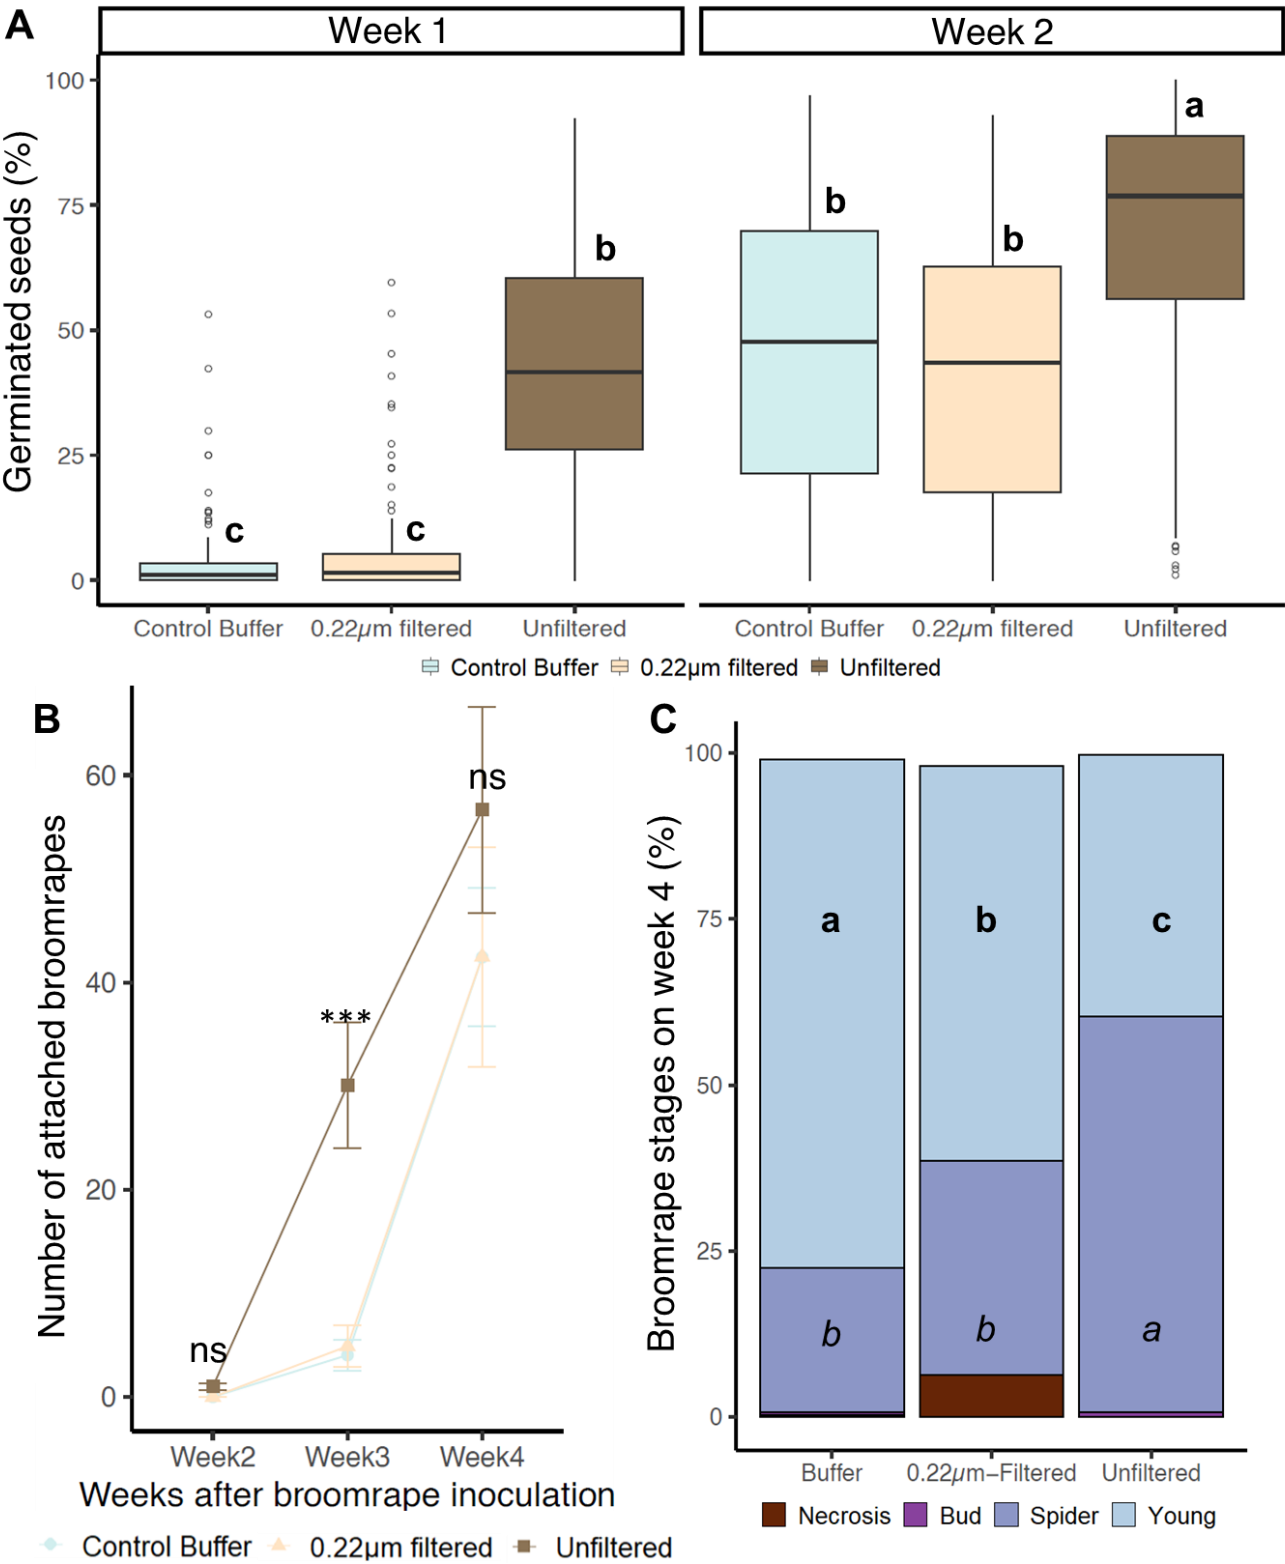 A
Week 1
Week 2
Germinated seeds (%)
100
75
50
25
0
c
c
b
b
b
a
Control Buffer
0.22µm filtered
Unfiltered
Control Buffer
0.22µm filtered
Unfiltered
Control Buffer
0.22µm filtered
Unfiltered
B
Number of attached broomrapes
60
40
20
0
ns
***
ns
Week2
Week3
Week4
Weeks after broomrape inoculation
Control Buffer
0.22µm filtered
Unfiltered
C
Broomrape stages on week 4 (%)
100
75
50
25
0
a
b
c
b
b
a
Buffer
0.22µm−Filtered
Unfiltered
Necrosis
Bud
Spider
Young